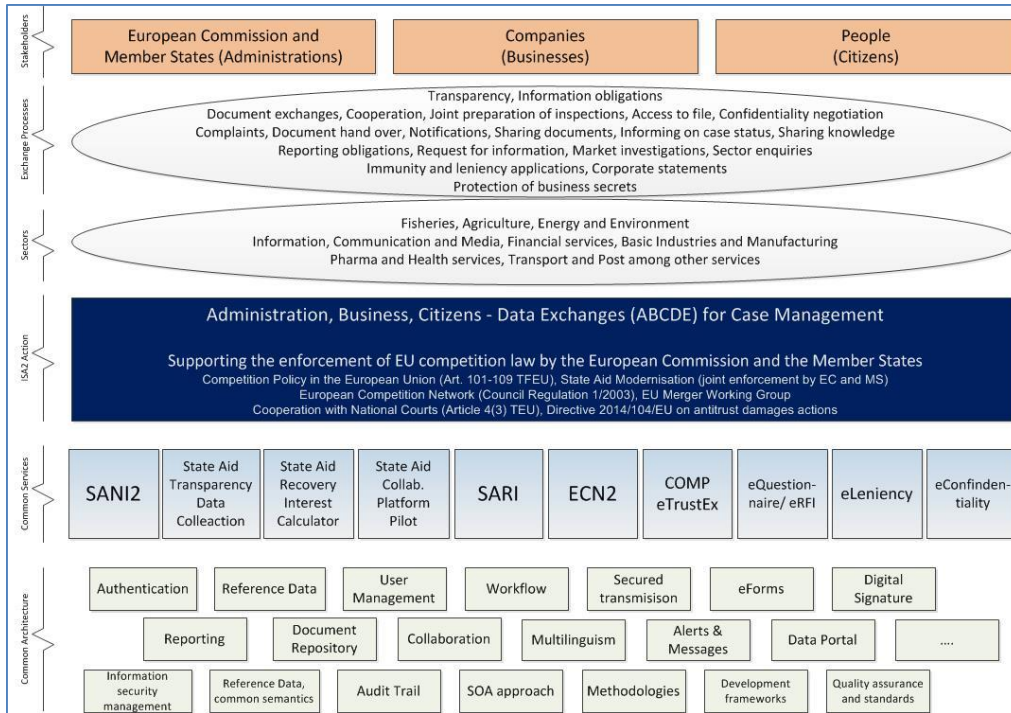 Stakeholders
European Commission and
Member States (Administrations)
Companies
(Businesses)
People
(Citizens)
Exchange Processes
Transparency, Information obligations
Document exchanges, Cooperation, Joint preparation of inspections, Access to file, Confidentiality negotiation
Complaints, Document hand over, Notifications, Sharing documents, Informing on case status, Sharing knowledge
Reporting obligations, Request for information, Market investigations, Sector enquiries
Immunity and leniency applications, Corporate statements
Protection of business secrets
Sectors
Fisheries, Agriculture, Energy and Environment
Information, Communication and Media, Financial services, Basic Industries and Manufacturing
Pharma and Health services, Transport and Post among other services
ISA2 Action
Administration, Business, Citizens - Data Exchanges (ABCDE) for Case Management
Supporting the enforcement of EU competition law by the European Commission and the Member States
Competition Policy in the European Union (Art. 101-109 TFEU), State Aid Modernisation (joint enforcement by EC and MS)
European Competition Network (Council Regulation 1/2003), EU Merger Working Group
Cooperation with National Courts (Article 4(3) TEU), Directive 2014/104/EU on antitrust damages actions
Common Services
SANI2
State Aid
Transparency
Data
Colleaction
State Aid
Recovery
Interest
Calculator
State Aid
Collab.
Platform
Pilot
SARI
ECN2
COMP
eTrustEx
eQuestion-
naire/ eRFI
eLeniency
eConfinden-
tiality
Common Architecture
Authentication
Reference Data
User
Management
Workflow
Secured
transmisison
eForms
Digital
Signature
Reporting
Document
Repository
Collaboration
Multilinguism
Alerts &
Messages
Data Portal
....
Information
security
management
Reference Data,
common semantics
Audit Trail
SOA approach
Methodologies
Development
frameworks
Quality assurance
and standards